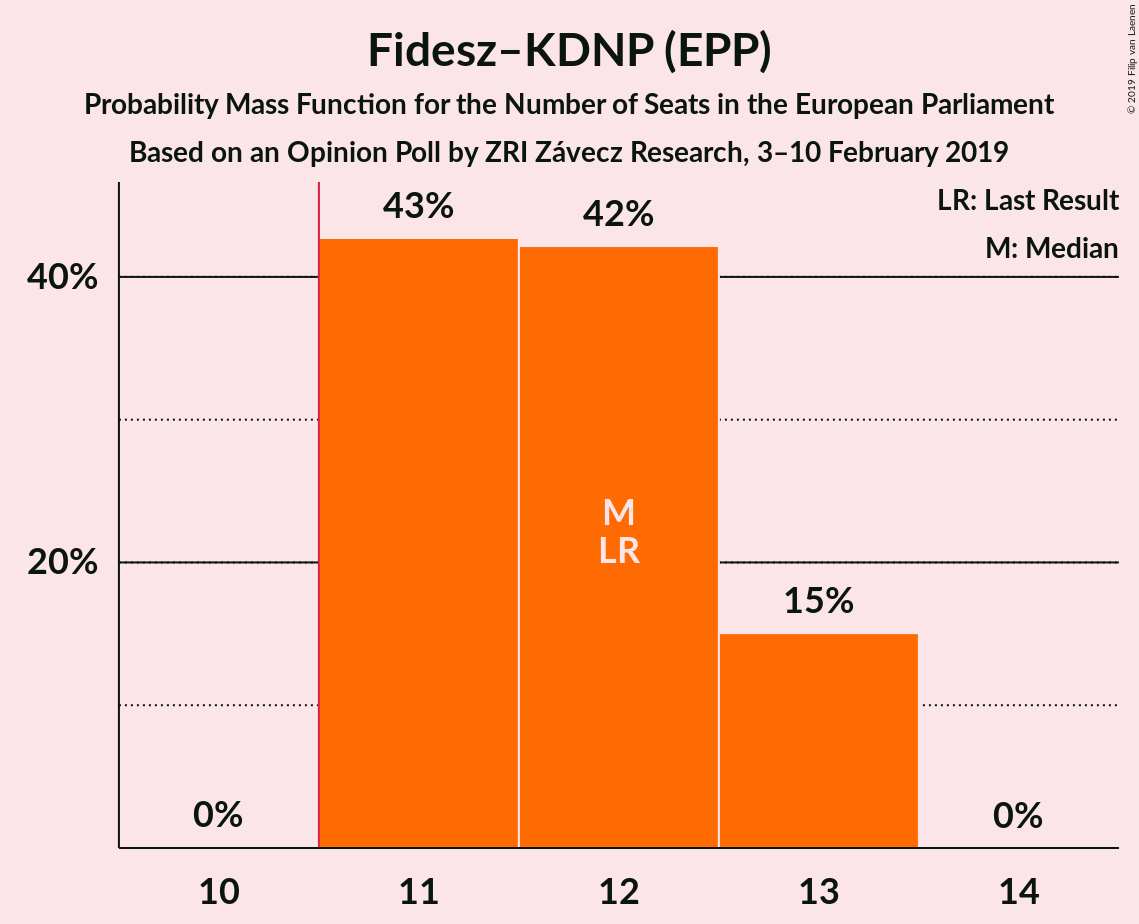 Fidesz–KDNP (EPP)
Probability Mass Function for the Number of Seats in the European Parliament
Based on an Opinion Poll by ZRI Závecz Research, 3–10 February 2019
© 2019 Filip van Laenen
LR: Last Result
M: Median
43%
42%
40%
M
LR
20%
15%
0%
0%
10
11
12
13
14